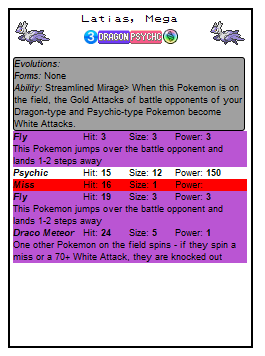 Latias, Mega
3 DRAGON PSYCHC
Evolutions:
Forms: None
Ability: Streamlined Mirage> When this Pokemon is on
the field, the Gold Attacks of battle opponents of your
Dragon-type and Psychic-type Pokemon become
White Attacks.
Fly Hit: 3 Size: 3 Power: 3
This Pokemon jumps over the battle opponent and
lands 1-2 steps away
Psychic Hit: 15 Size: 12 Power: 150
Miss Hit: 16 Size: 1 Power:
Fly Hit: 19 Size: 3 Power: 3
This Pokemon jumps over the battle opponent and
lands 1-2 steps away
Draco Meteor Hit: 24 Size: 5 Power: 1
One other Pokemon on the field spins - if they spin a
miss or a 70+ White Attack, they are knocked out